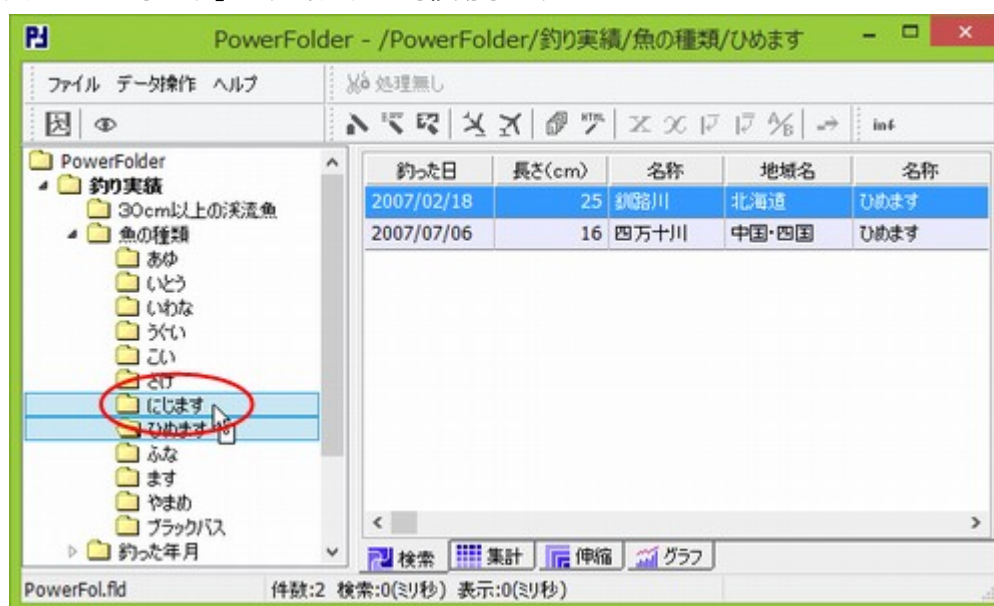 PowerFolder - /PowerFolder/釣り実績/魚の種類/ひめます
ファイル データ操作 ヘルプ
処理無し
inf
PowerFolder
釣り実績
30cm以上の渓流魚
魚の種類
あゆ
いとう
いわな
うぐい
こい
さけ
にじます
ひめます
ふな
ます
やまめ
ブラックバス
釣った年月
釣った日 長さ(cm) 名称 地域名 名称
2007/02/18 25 釧路川 北海道 ひめます
2007/07/06 16 四万十川 中国・四国 ひめます
検索 集計 伸縮 グラフ
PowerFol.fld 件数:2 検索:0(ミリ秒) 表示:0(ミリ秒)